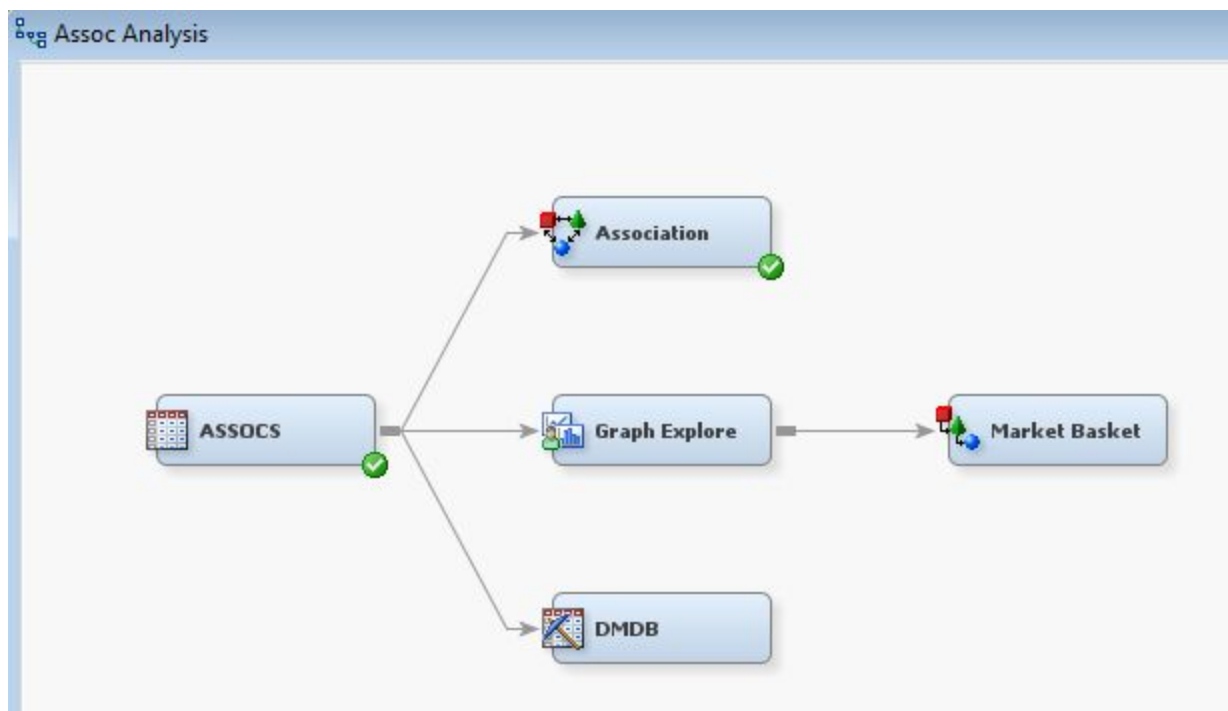 Assoc Analysis
Association
ASSOCS
Graph Explore
Market Basket
DMDB